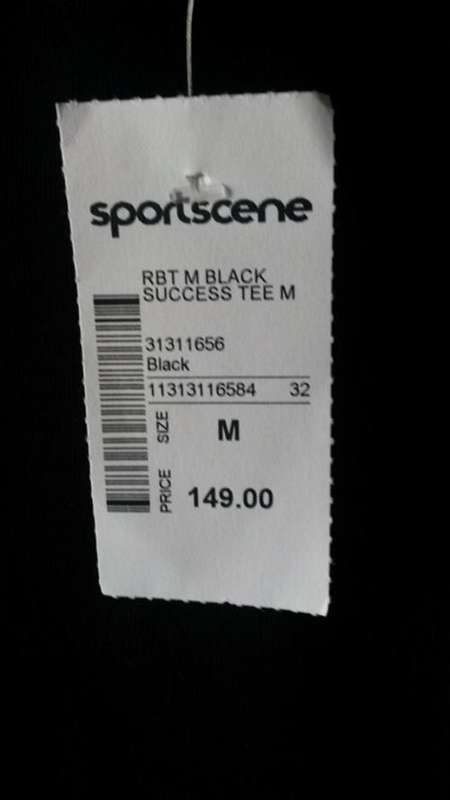 sportscene
RBT M BLACK
SUCCESS TEE M
31311656
Black
11313116584 32
SIZE M
PRICE 149.00